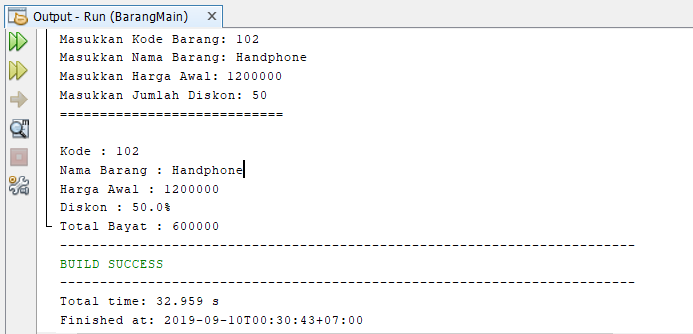 Output - Run (BarangMain) X
Masukkan Kode Barang: 102
Masukkan Nama Barang: Handphone
Masukkan Harga Awal: 1200000
Masukkan Jumlah Diskon: 50
============================
Kode : 102
Nama Barang : Handphone
Harga Awal : 1200000
Diskon : 50.0%
Total Bayat : 600000
------------------------------------------------------------------------
BUILD SUCCESS
------------------------------------------------------------------------
Total time: 32.959 s
Finished at: 2019-09-10T00:30:43+07:00